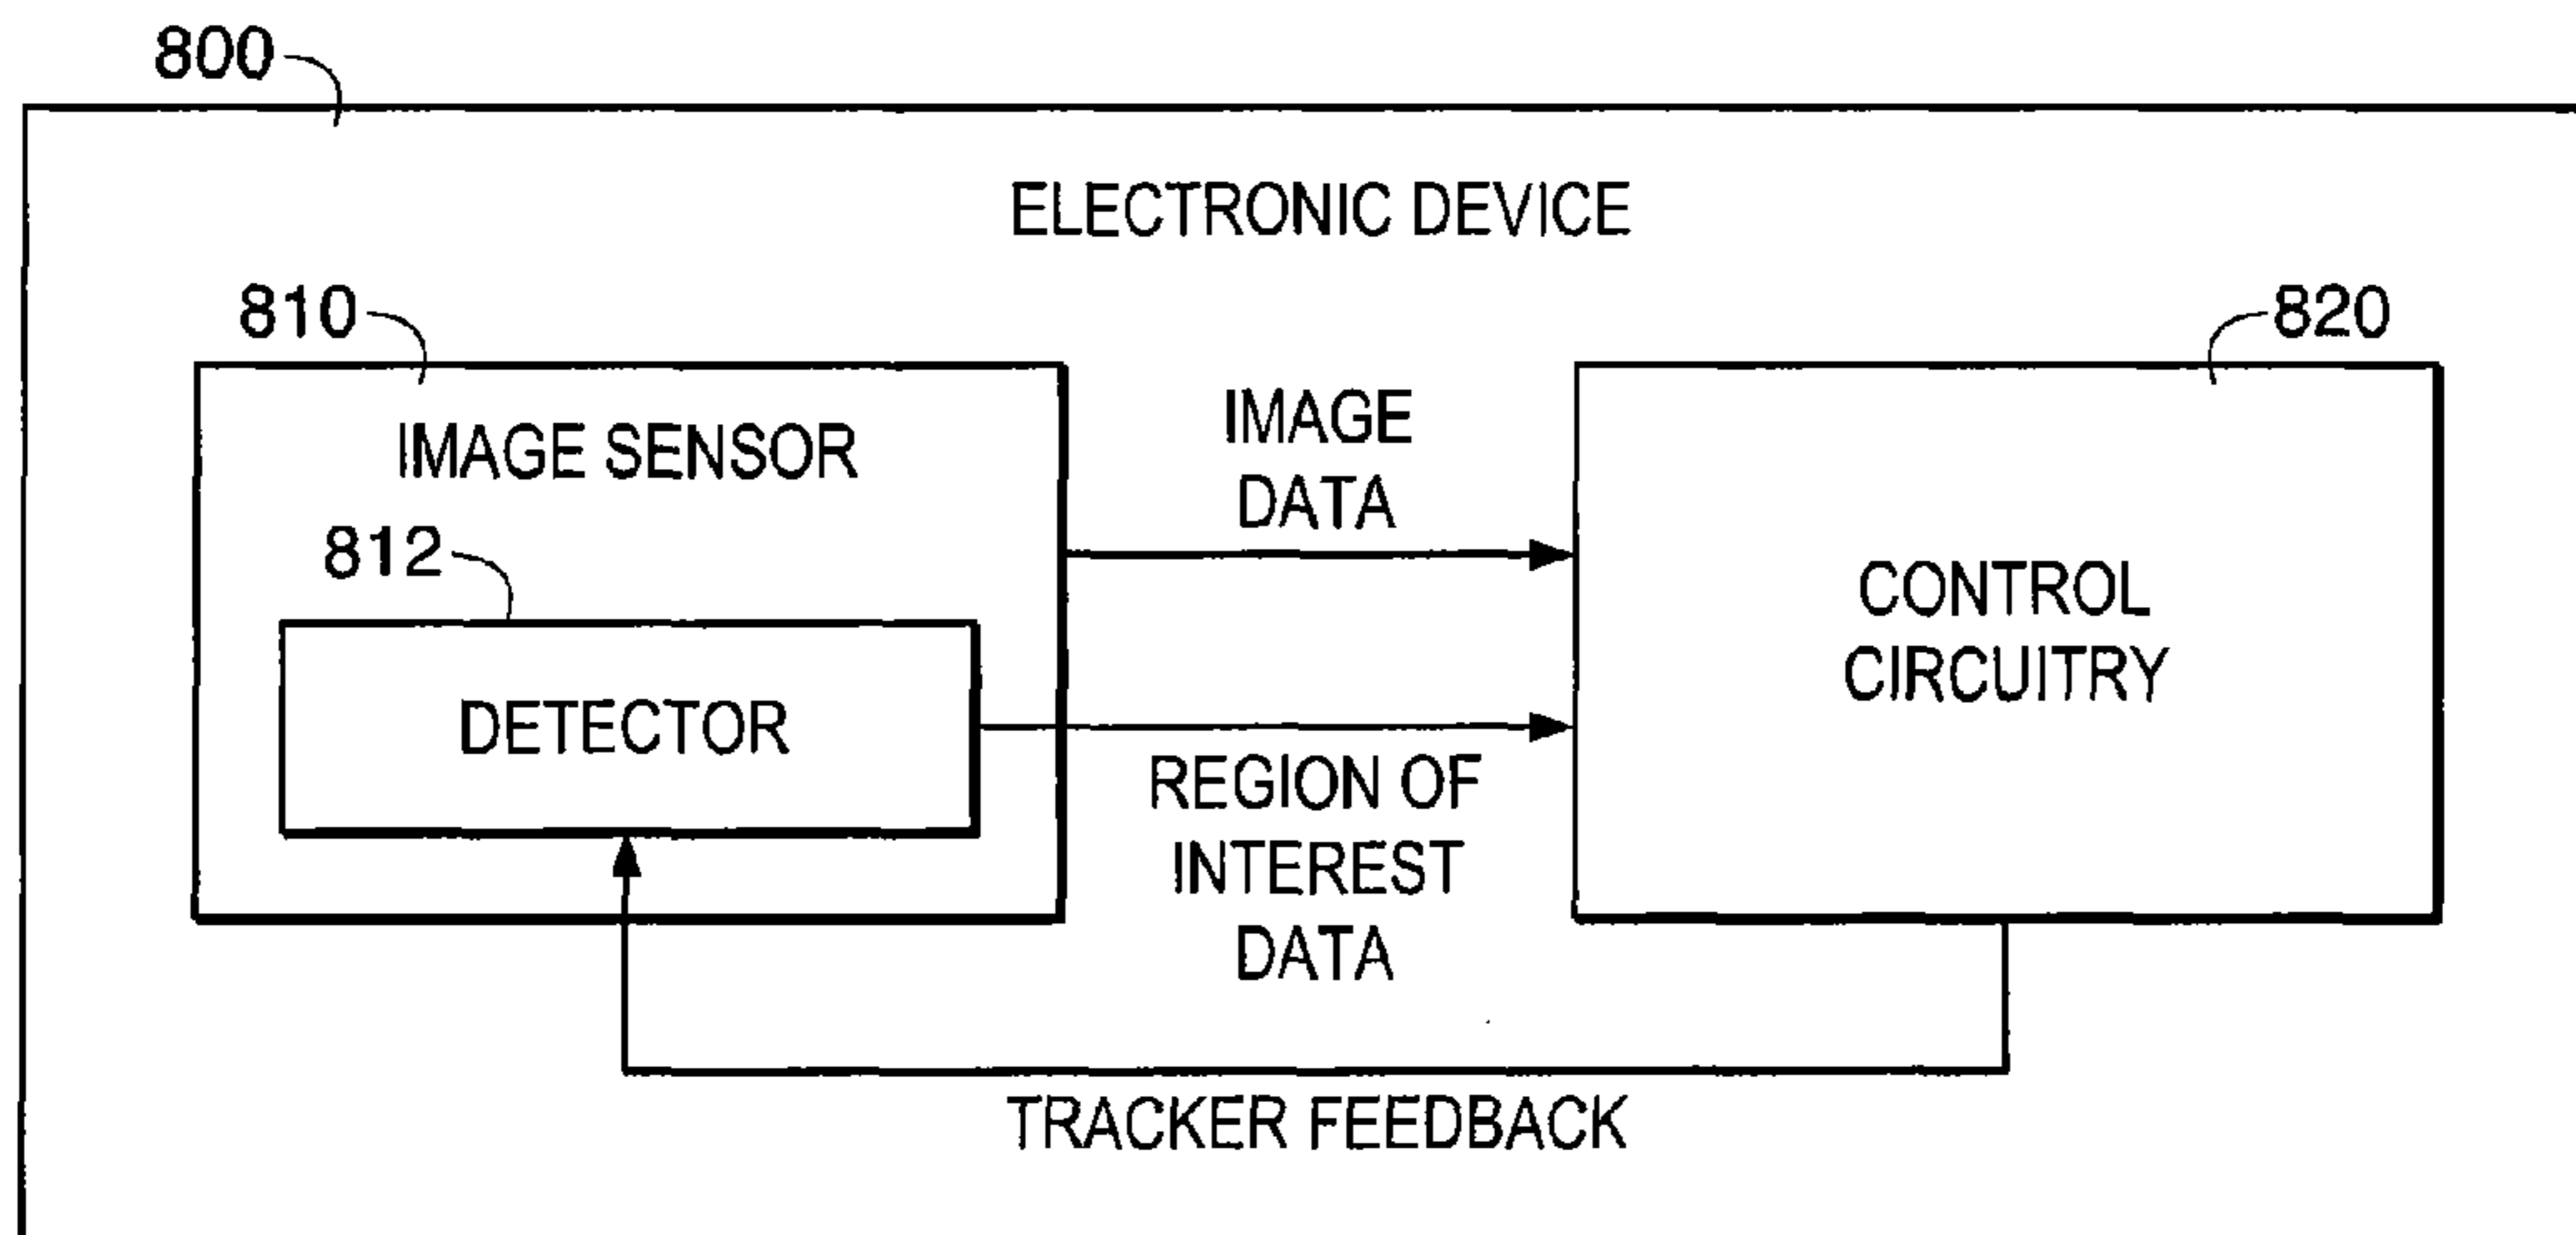 800
ELECTRONIC DEVICE
810
820
IMAGE SENSOR
IMAGE
DATA
812
CONTROL
CIRCUITRY
DETECTOR
REGION OF
INTEREST
DATA
TRACKER FEEDBACK